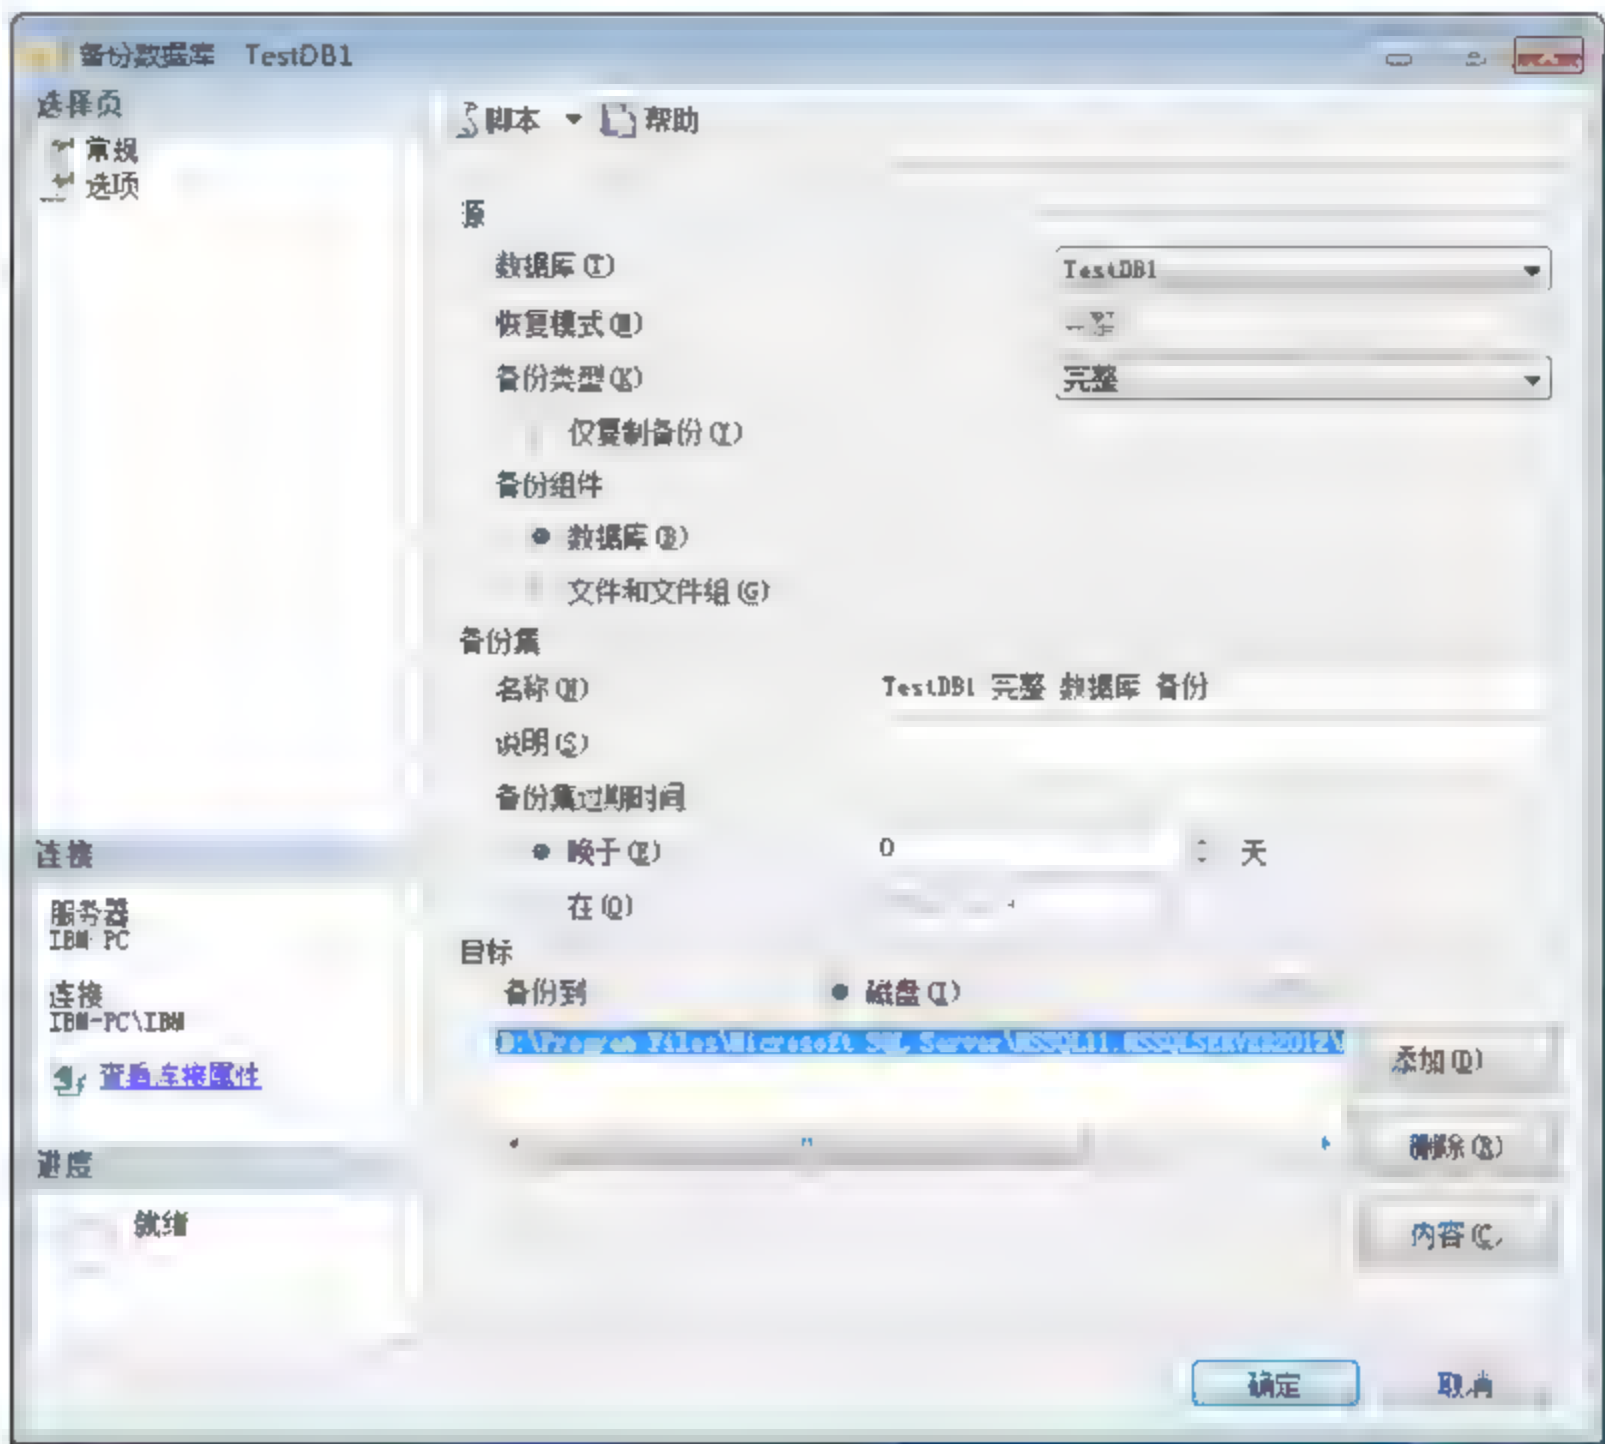 备份数据库 TestDB1
选择页
常规
选项
脚本 帮助
源
数据库(T) TestDB1
恢复模式(M)
备份类型(K) 完整
仅复制备份(Y)
备份组件
数据库(B)
文件和文件组(G)
备份集
名称(N) TestDB1 完整 数据库 备份
说明(S)
备份集过期时间
晚于(E) 0 天
在(O)
目标
备份到 磁盘(I)
D:\Program Files\Microsoft SQL Server\MSSQL11.MSSQLSERVER2012\
添加(D)
删除(R)
内容(C)
连接
服务器
IBM-PC
连接
IBM-PC\IBM
查看连接属性
进度
就绪
确定 取消